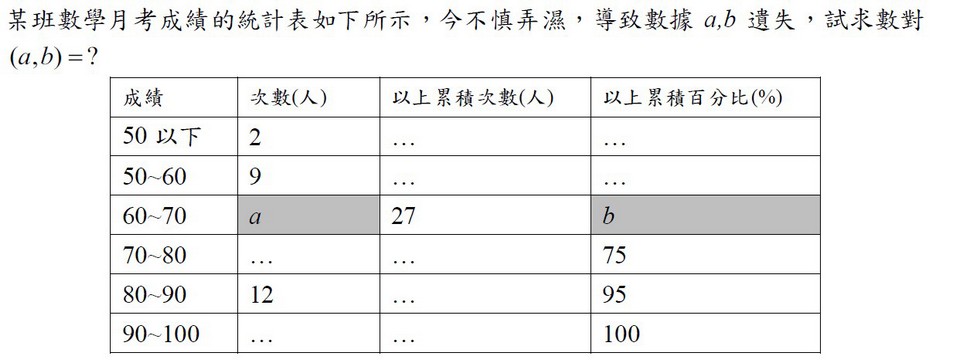 某班數學月考成績的統計表如下所示，今不慎弄濕，導致數據 a,b 遺失，試求數對
(a,b)=?
成績 次數(人) 以上累積次數(人) 以上累積百分比(%)
50 以下 2 … …
50~60 9 … …
60~70 a 27 b
70~80 … … 75
80~90 12 … 95
90~100 … … 100